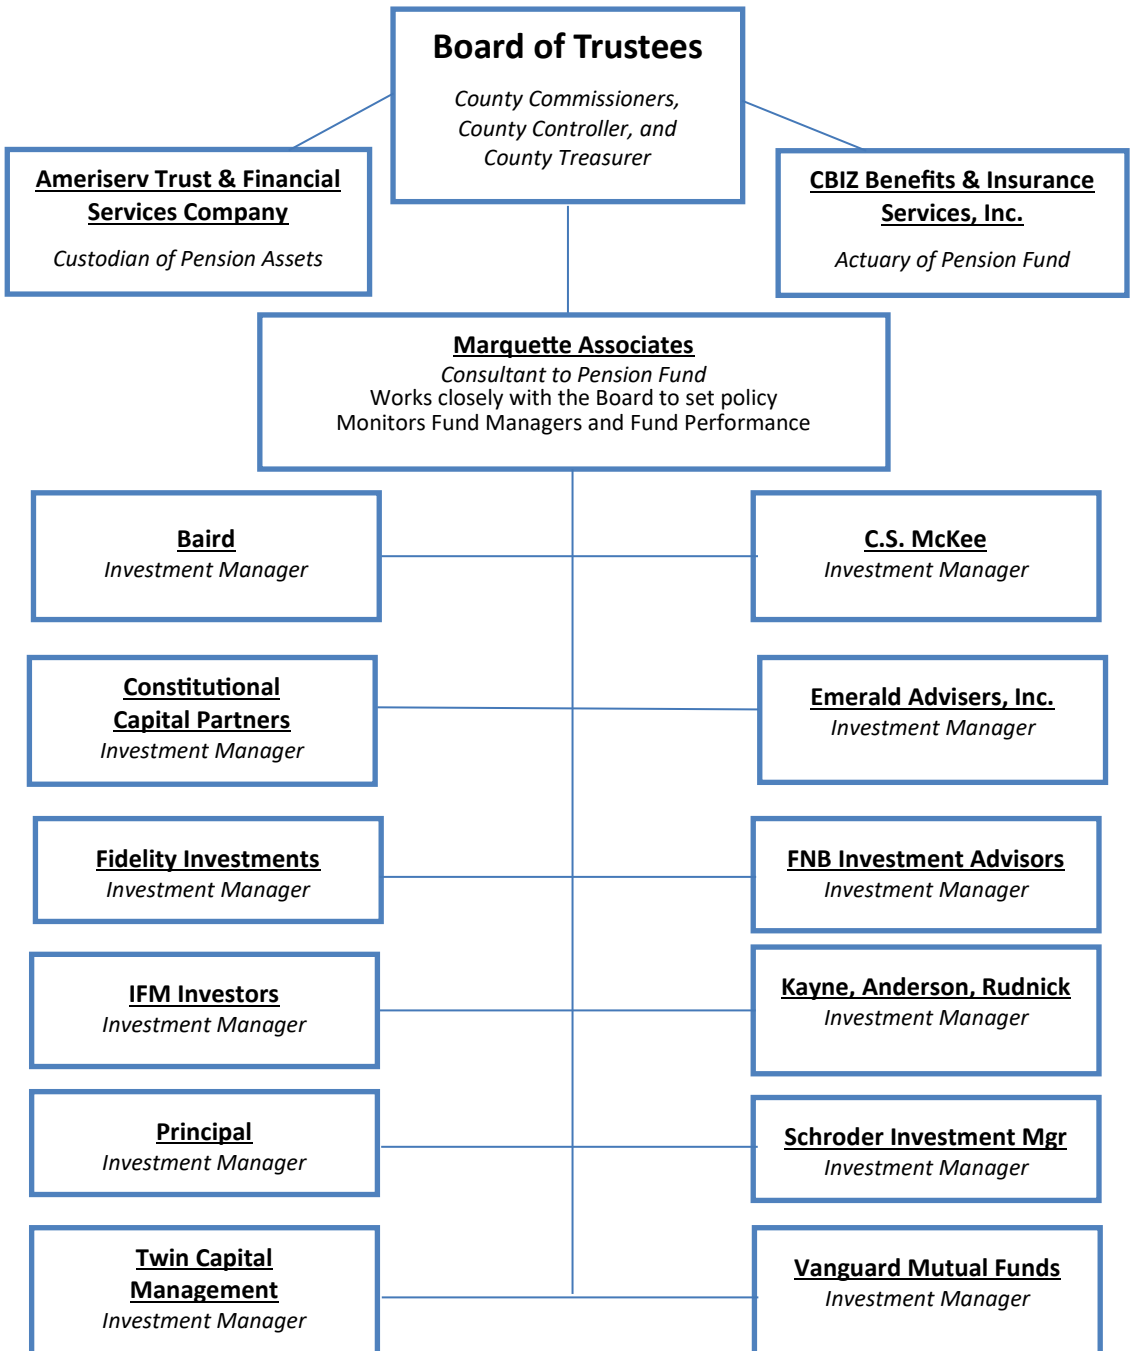 Board of Trustees
County Commissioners,
County Controller, and
County Treasurer
Ameriserv Trust & Financial
Services Company
Custodian of Pension Assets
CBIZ Benefits & Insurance
Services, Inc.
Actuary of Pension Fund
Marquette Associates
Consultant to Pension Fund
Works closely with the Board to set policy
Monitors Fund Managers and Fund Performance
Baird
Investment Manager
C.S. McKee
Investment Manager
Constitutional
Capital Partners
Investment Manager
Emerald Advisers, Inc.
Investment Manager
Fidelity Investments
Investment Manager
FNB Investment Advisors
Investment Manager
IFM Investors
Investment Manager
Kayne, Anderson, Rudnick
Investment Manager
Principal
Investment Manager
Schroder Investment Mgr
Investment Manager
Twin Capital
Management
Investment Manager
Vanguard Mutual Funds
Investment Manager